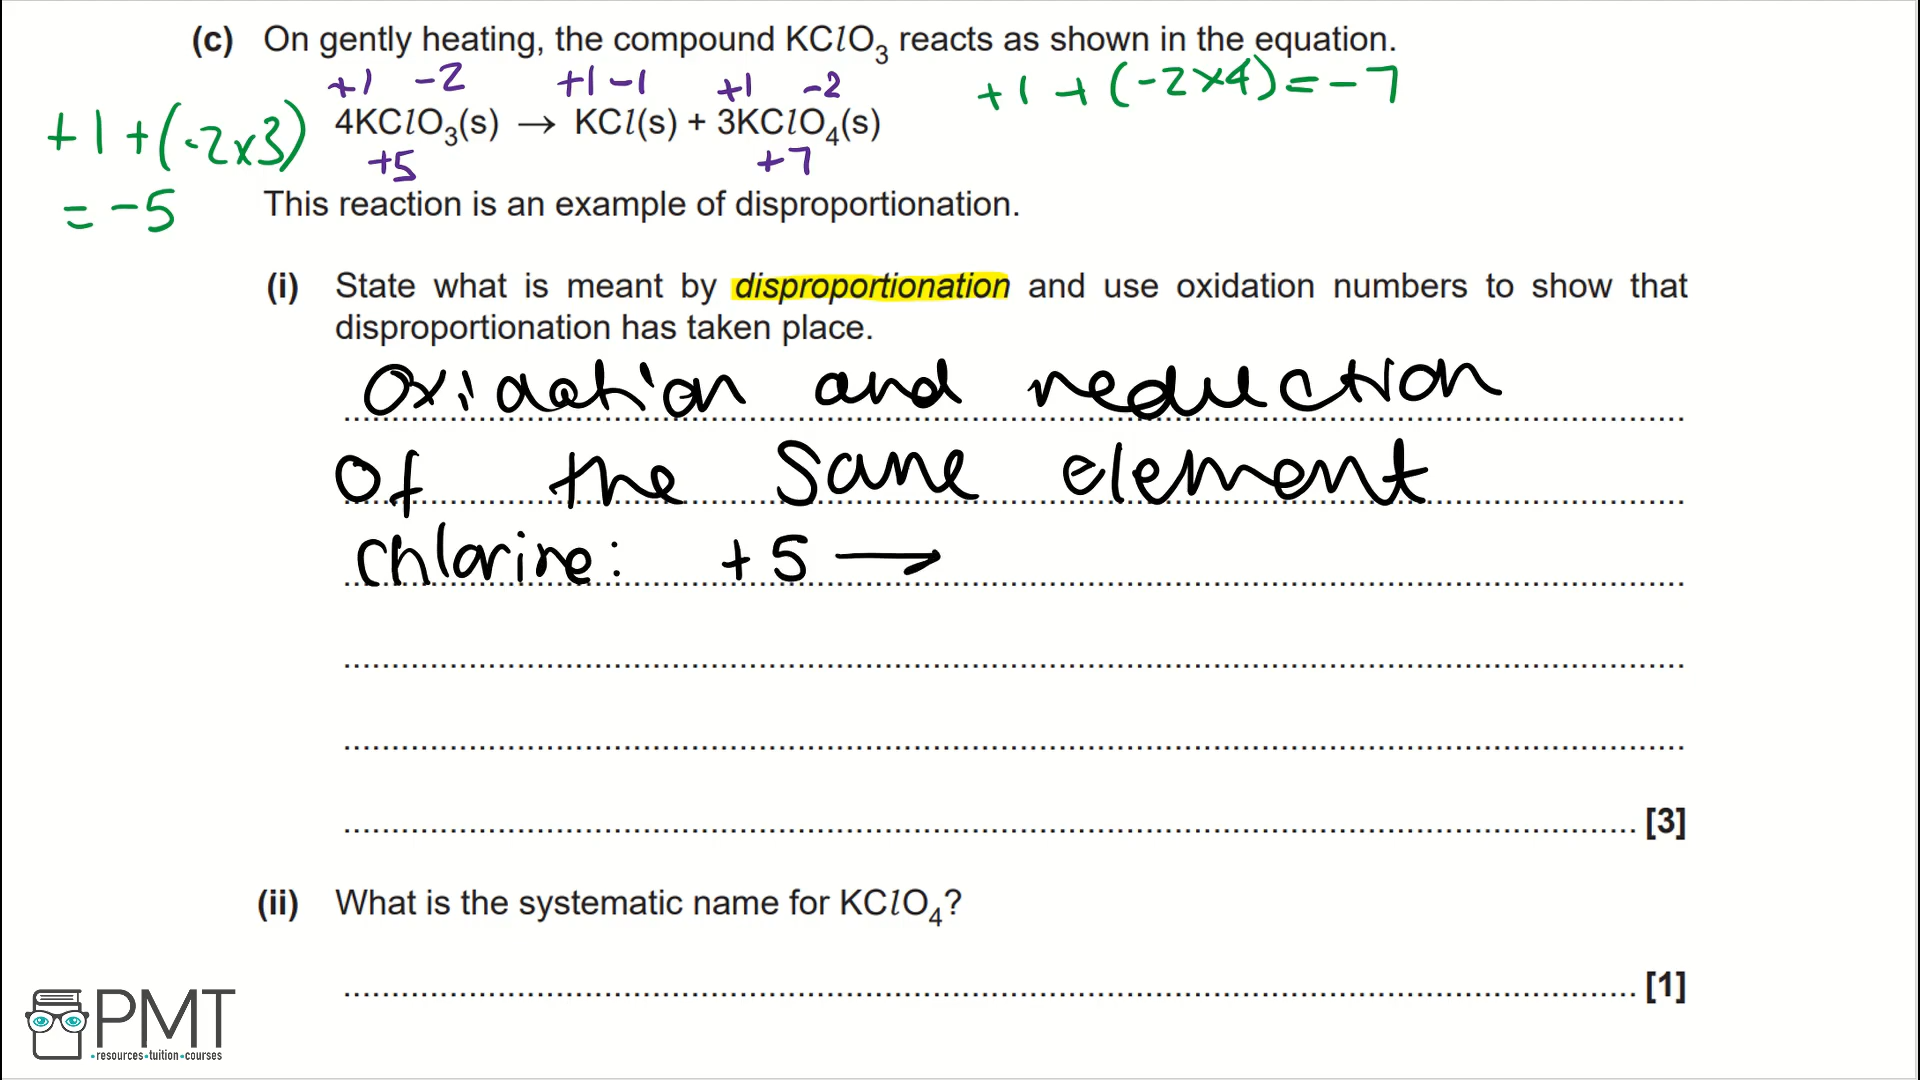 (c) On gently heating, the compound KClO₃ reacts as shown in the equation.
+1 -2 +1 -1 +1 -2 +1 + (-2×4) = -7
+1 + (-2×3) 4KClO₃(s) → KCl(s) + 3KClO₄(s)
+5 +7
= -5 This reaction is an example of disproportionation.
(i) State what is meant by disproportionation and use oxidation numbers to show that
disproportionation has taken place.
Oxidation and reduction
of the same element
chlorine: +5 →
[3]
(ii) What is the systematic name for KClO₄?
[1]
PMT
•resources•tuition•courses